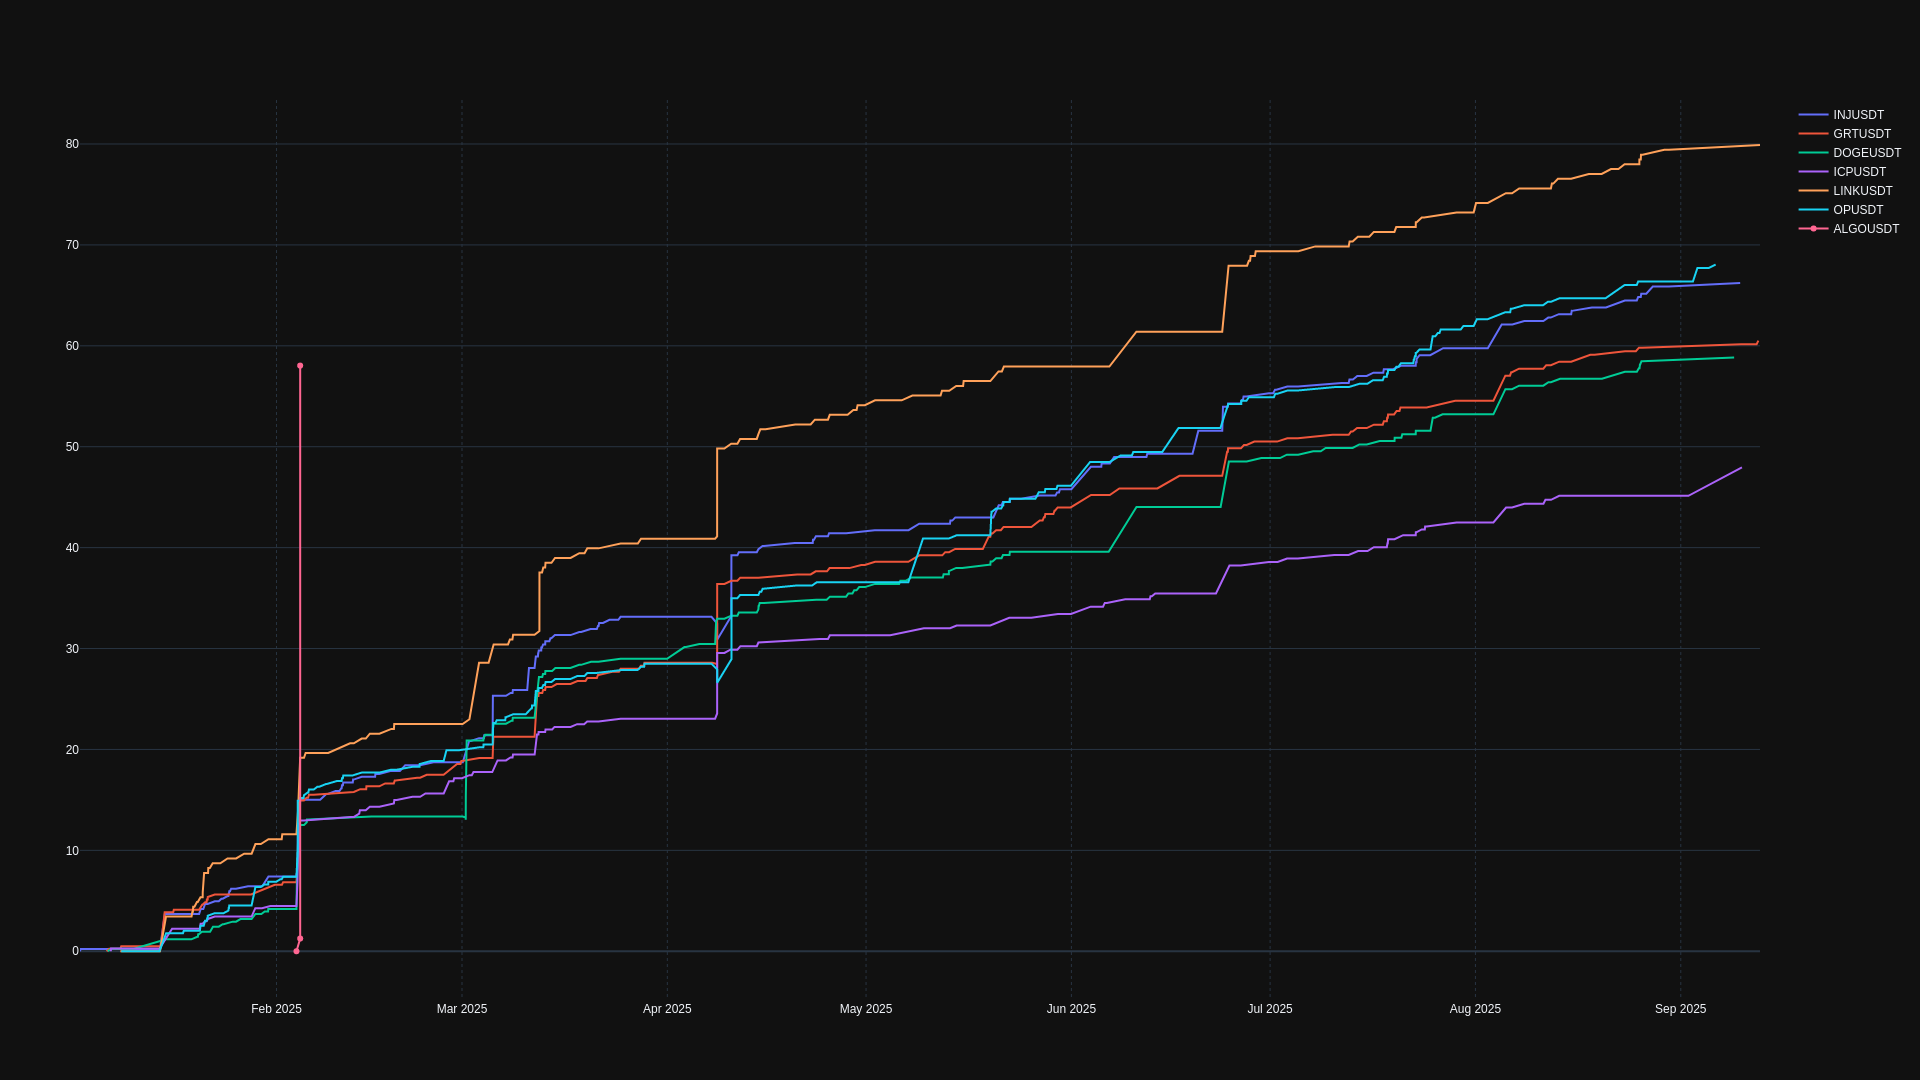 80
70
60
50
40
30
20
10
0
Feb 2025
Mar 2025
Apr 2025
May 2025
Jun 2025
Jul 2025
Aug 2025
Sep 2025
INJUSDT
GRTUSDT
DOGEUSDT
ICPUSDT
LINKUSDT
OPUSDT
ALGOUSDT